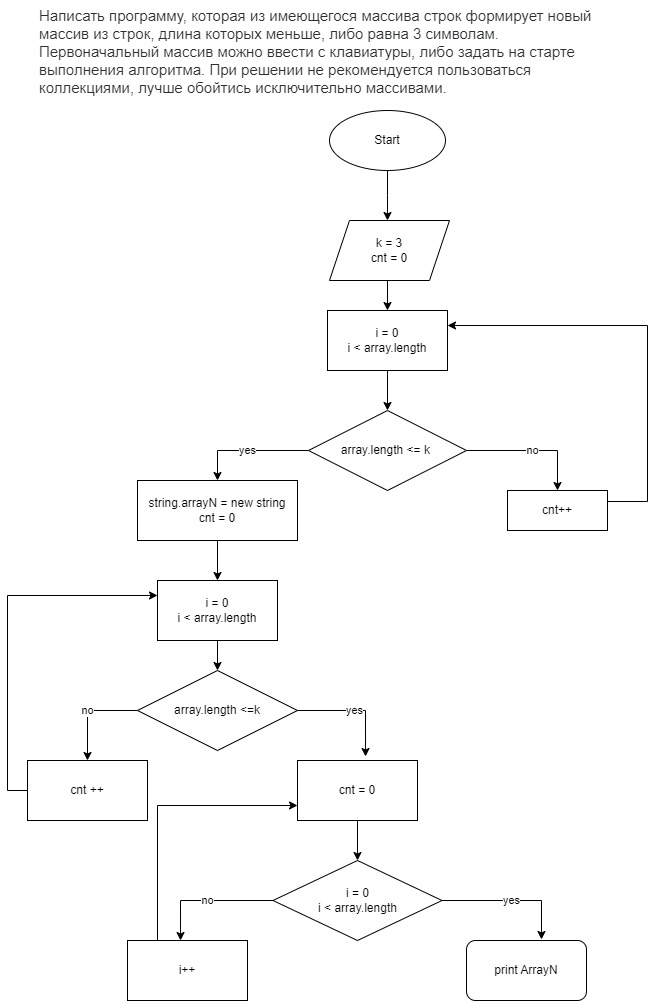 Написать программу, которая из имеющегося массива строк формирует новый
массив из строк, длина которых меньше, либо равна 3 символам.
Первоначальный массив можно ввести с клавиатуры, либо задать на старте
выполнения алгоритма. При решении не рекомендуется пользоваться
коллекциями, лучше обойтись исключительно массивами.
Start
k = 3
cnt = 0
i = 0
i < array.length
array.length <= k
yes
no
string.arrayN = new string
cnt = 0
cnt++
i = 0
i < array.length
array.length <=k
no
yes
cnt ++
cnt = 0
i = 0
i < array.length
no
yes
i++
print ArrayN